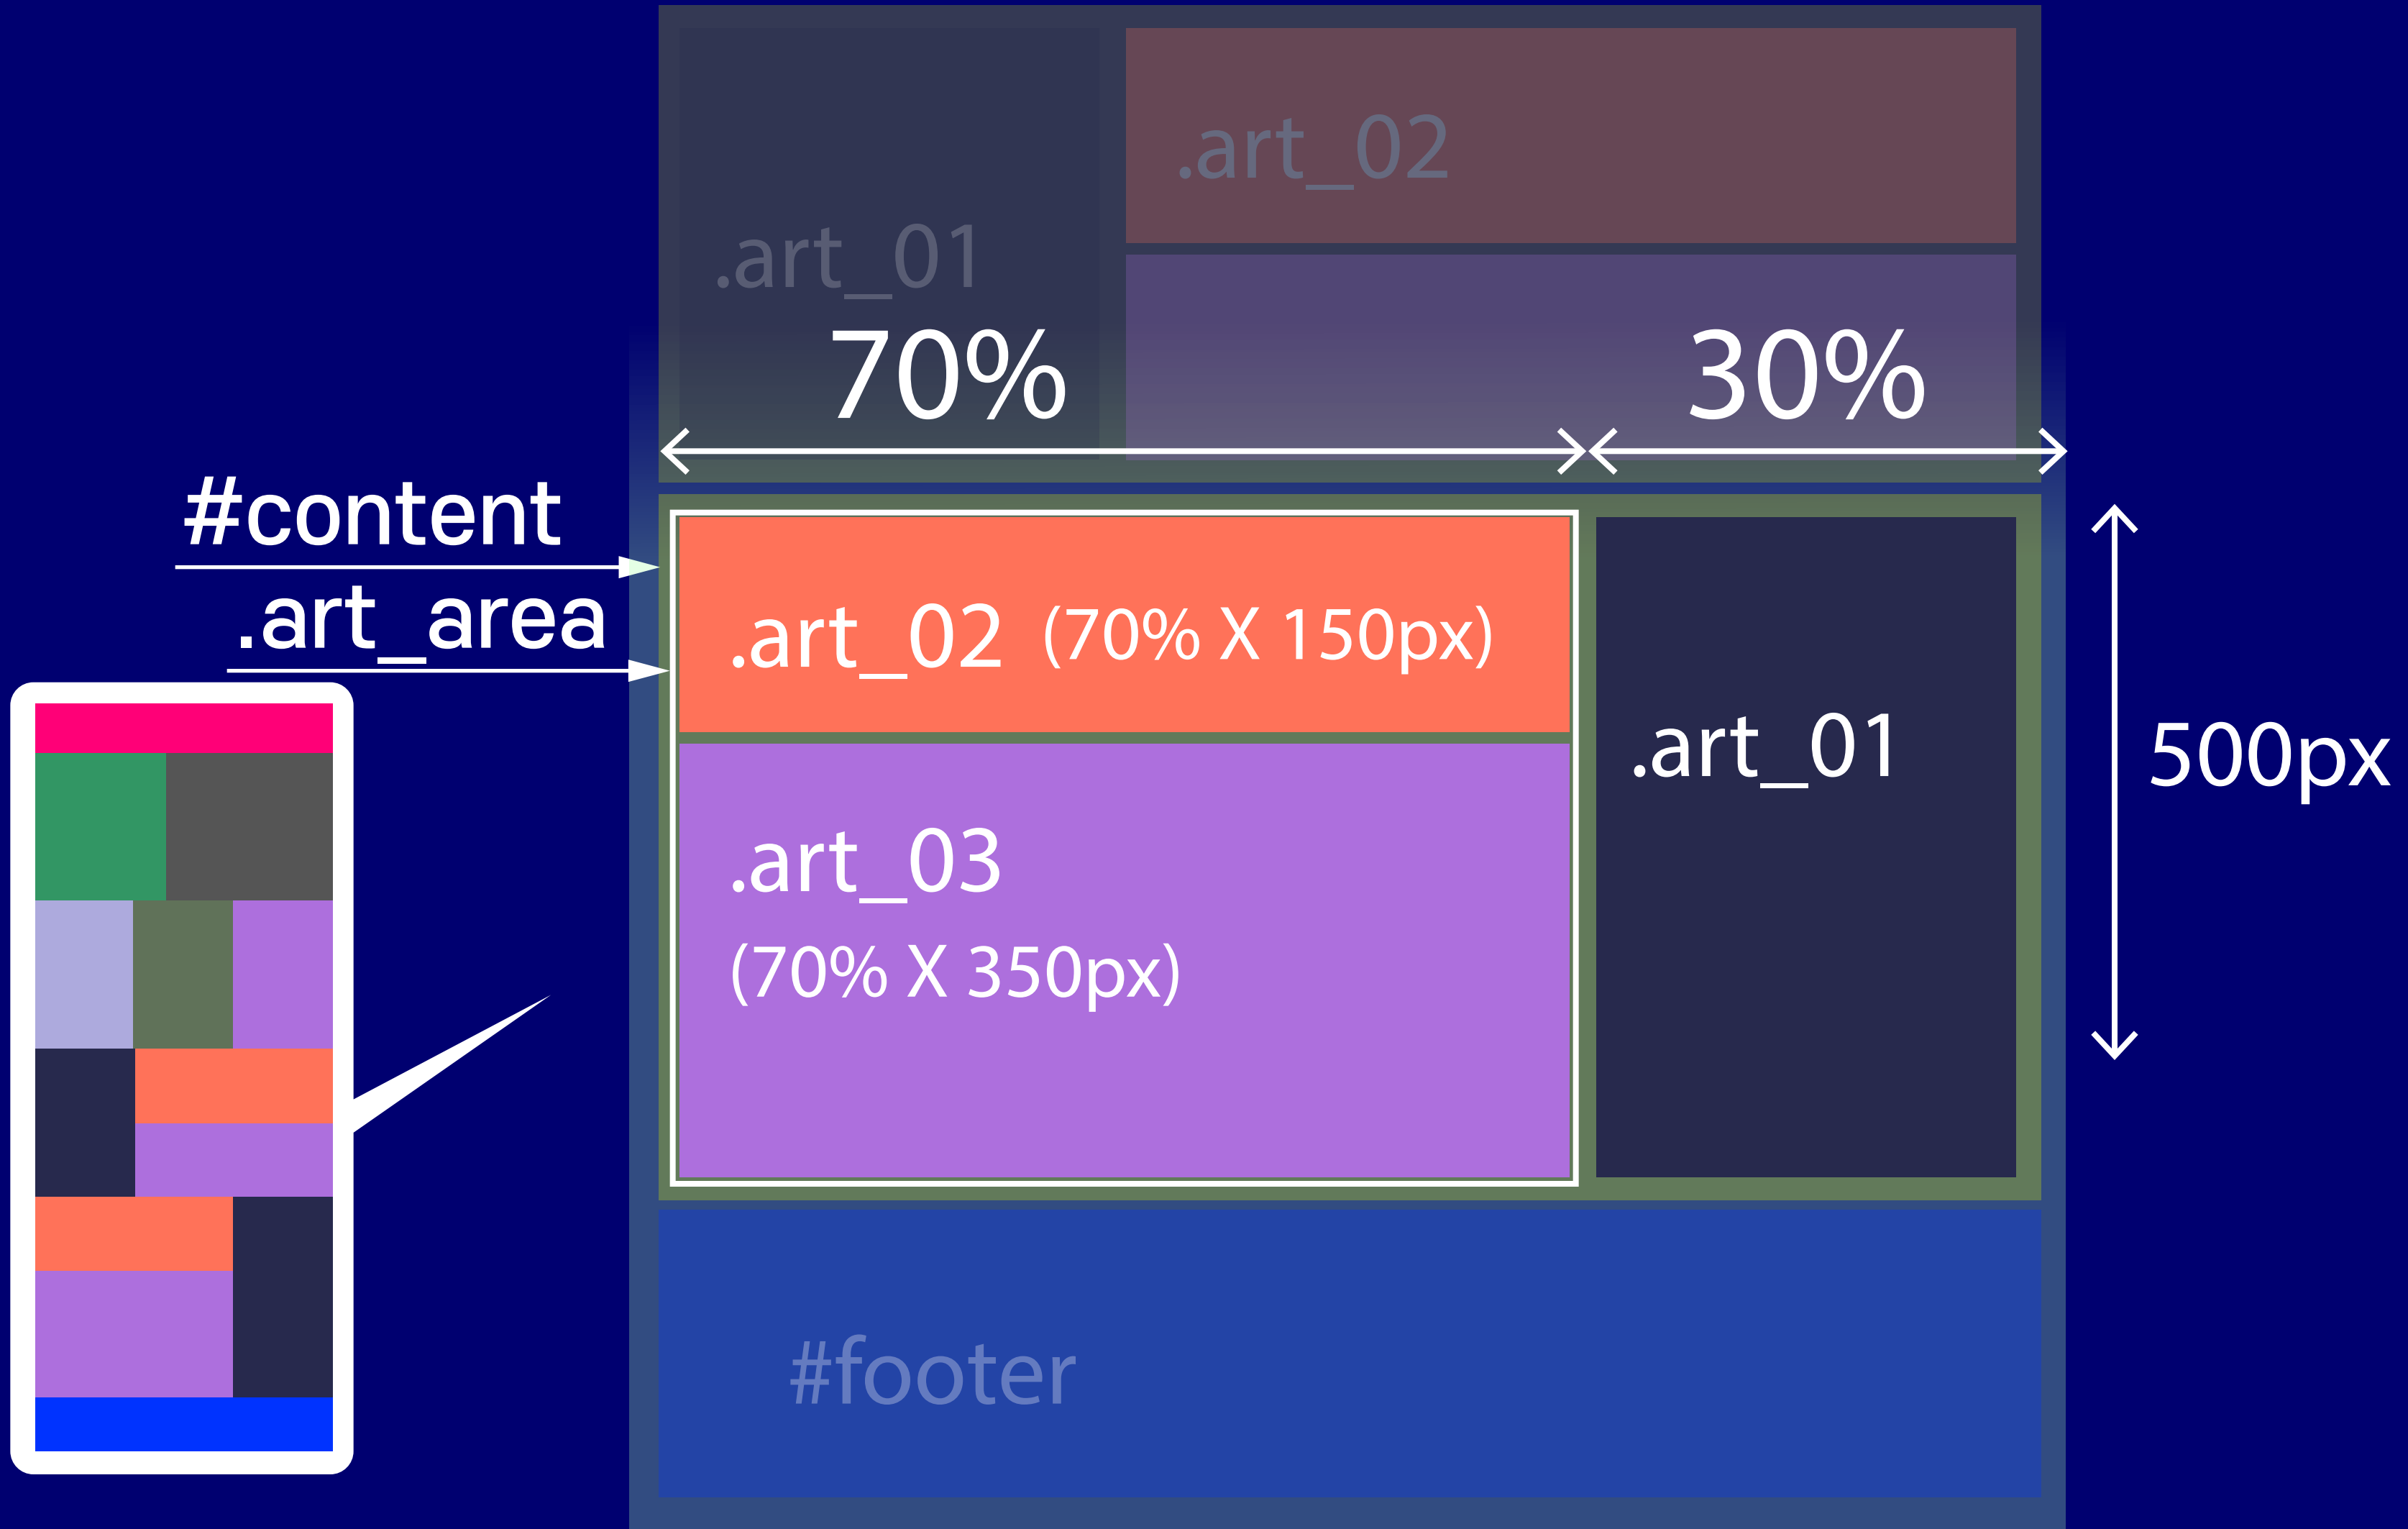 .art_02
.art_01
70%
30%
#content
.art_area
.art_02 (70% X 150px)
.art_01
500px
.art_03
(70% X 350px)
#footer